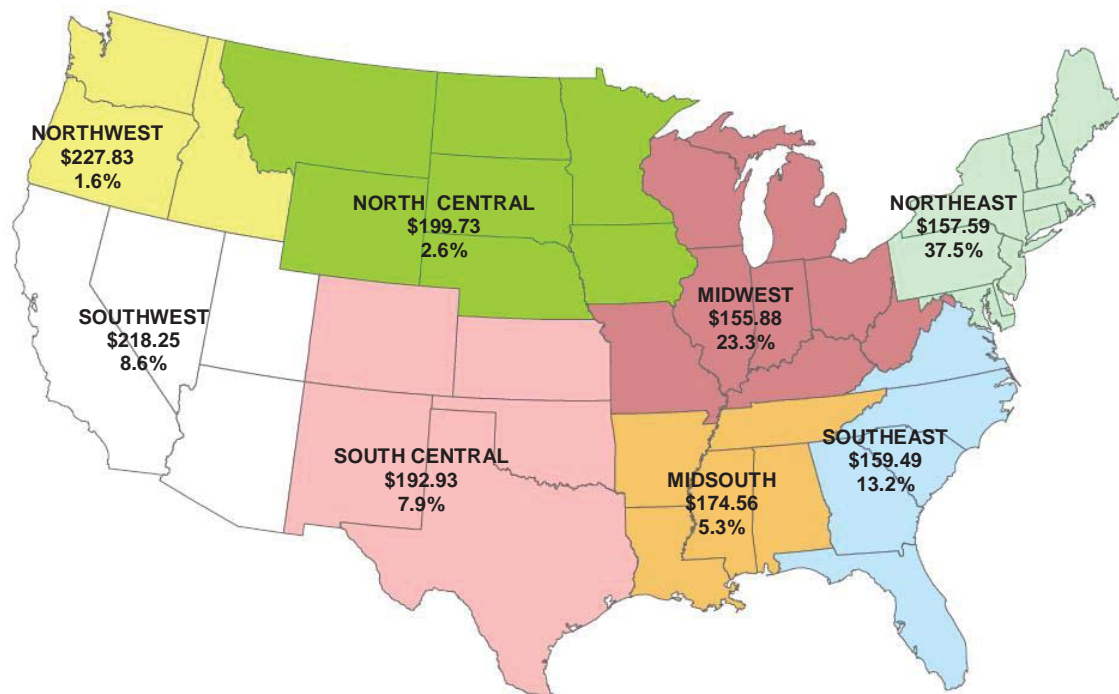 NORTHWEST
$227.83
1.6%
NORTH CENTRAL
$199.73
2.6%
NORTHEAST
$157.59
37.5%
SOUTHWEST
$218.25
8.6%
MIDWEST
$155.88
23.3%
SOUTH CENTRAL
$192.93
7.9%
MIDSOUTH
$174.56
5.3%
SOUTHEAST
$159.49
13.2%